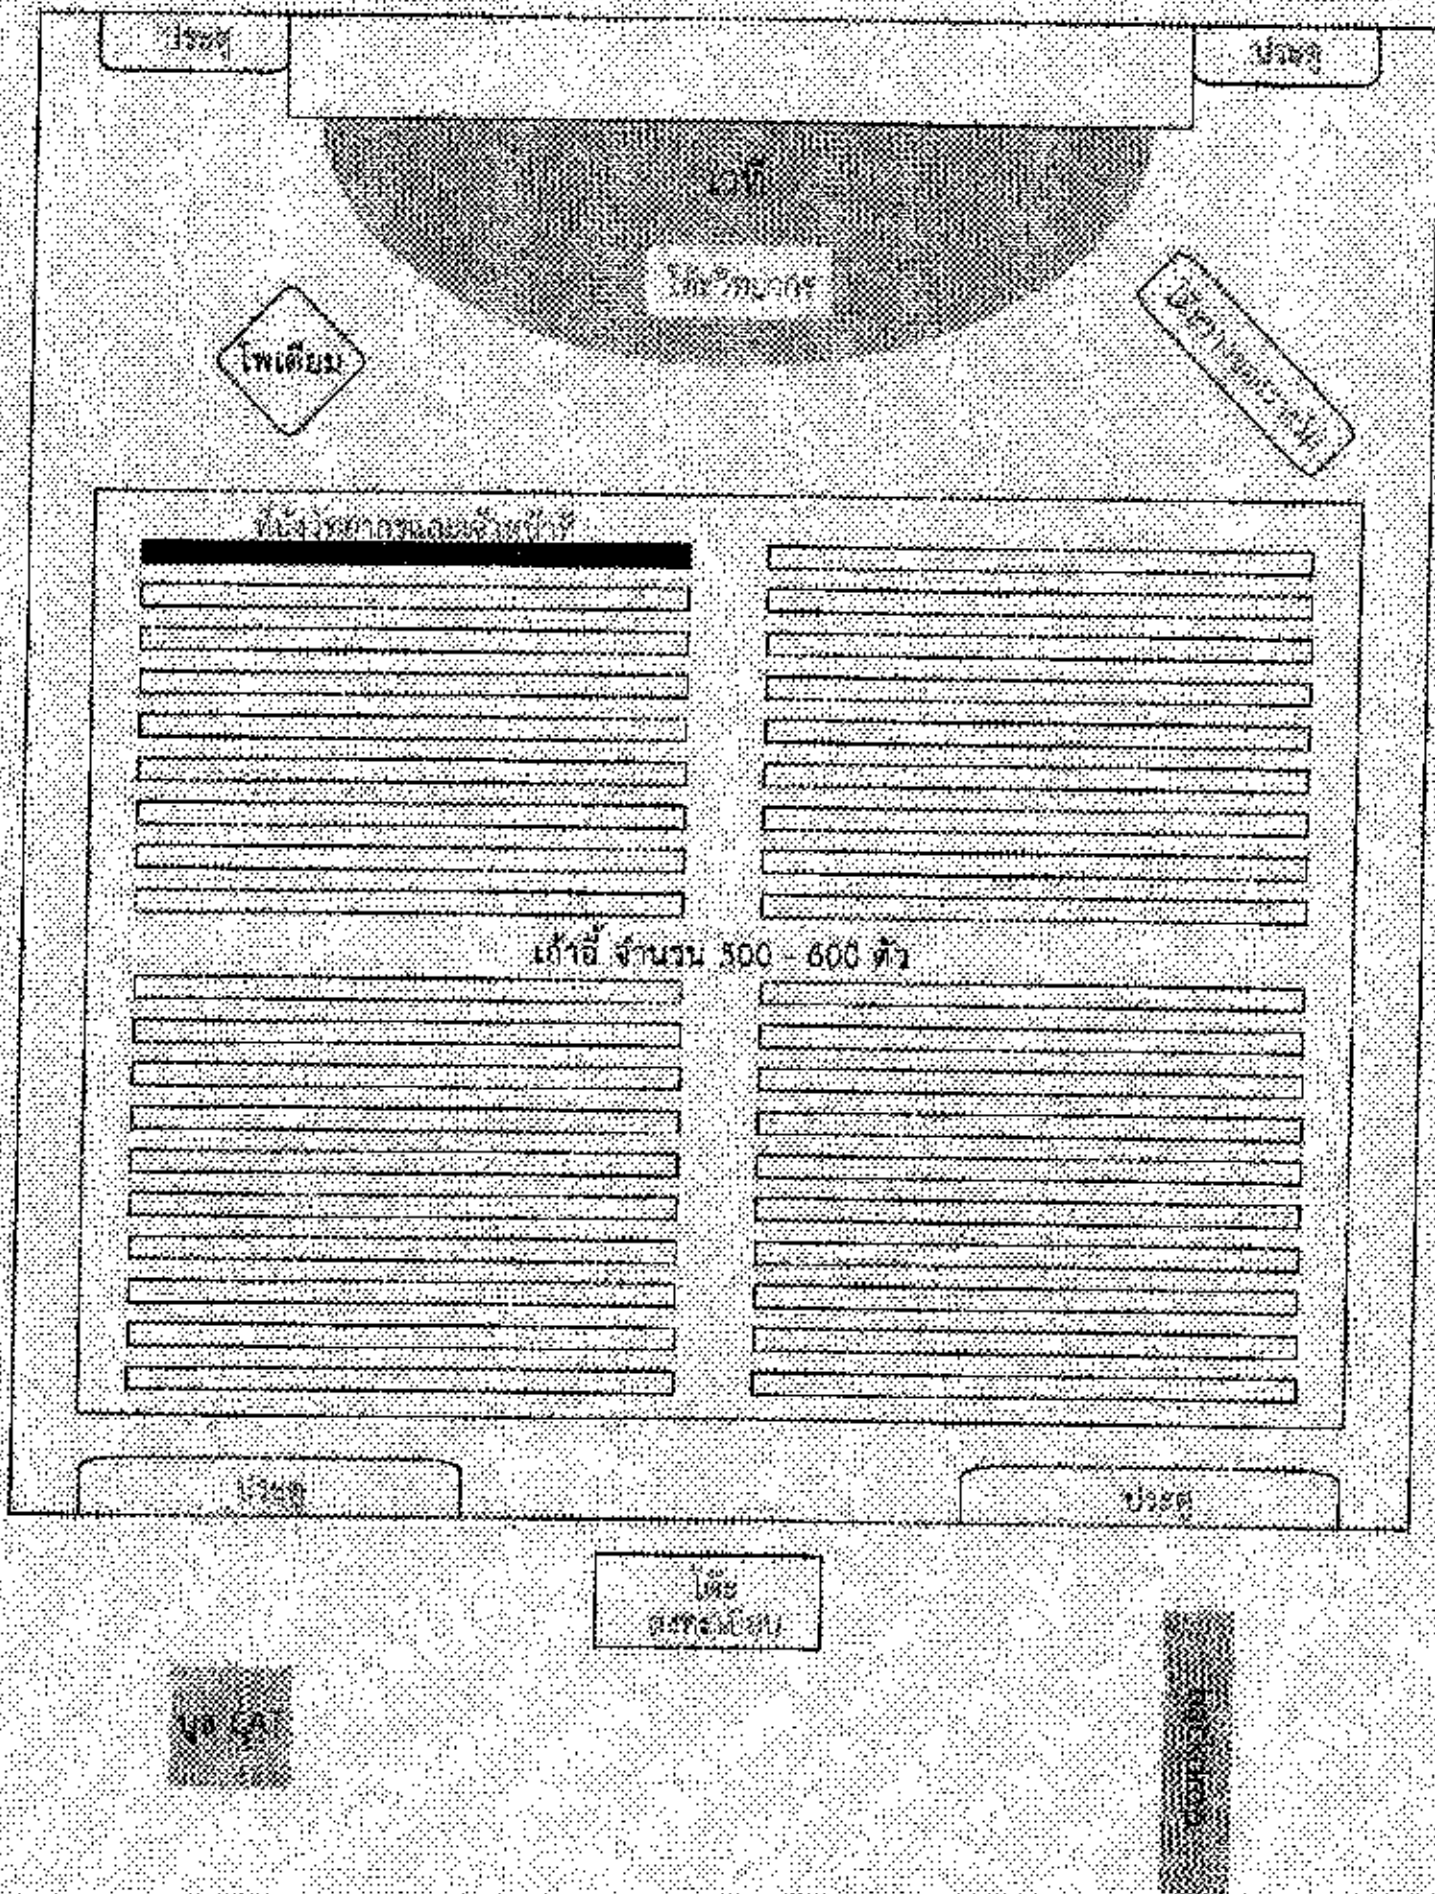 ประตู
ประตู
เวที
โต๊ะวิทยากร
โพเดียม
ที่นั่งวิทยากรและเจ้าหน้าที่
เก้าอี้ จำนวน 500 - 600 ตัว
ประตู
ประตู
โต๊ะ
ลงทะเบียน
บูธ